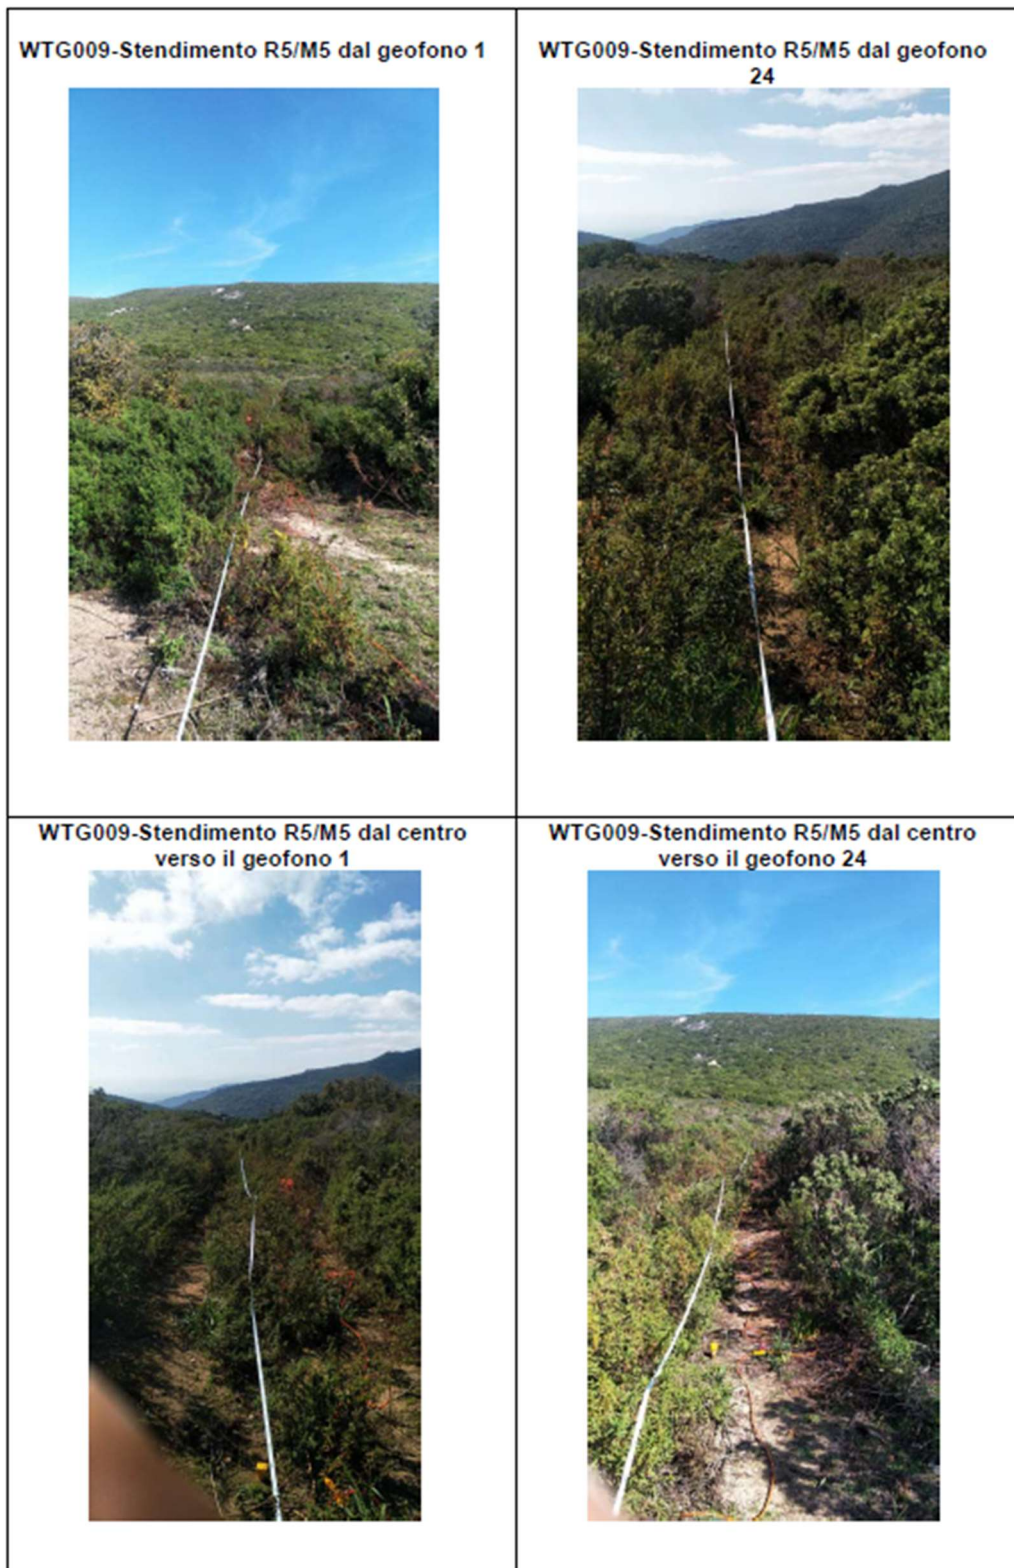 WTG009-Stendimento R5/M5 dal geofono 1
WTG009-Stendimento R5/M5 dal geofono
24
WTG009-Stendimento R5/M5 dal centro
verso il geofono 1
WTG009-Stendimento R5/M5 dal centro
verso il geofono 24